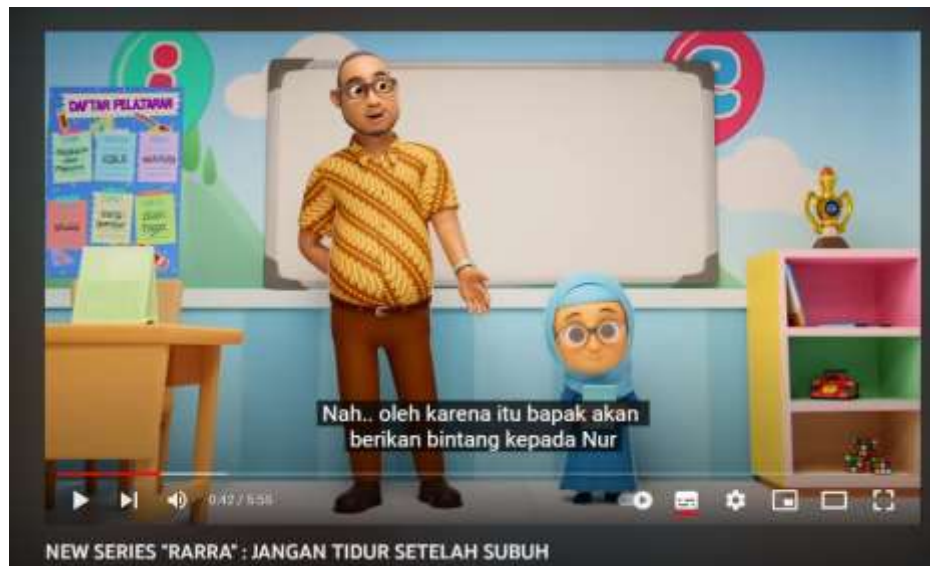 DAFTAR PELAJARAN
Nah.. oleh karena itu bapak akan
berikan bintang kepada Nur
0:42 / 5:56
NEW SERIES "RARRA" : JANGAN TIDUR SETELAH SUBUH